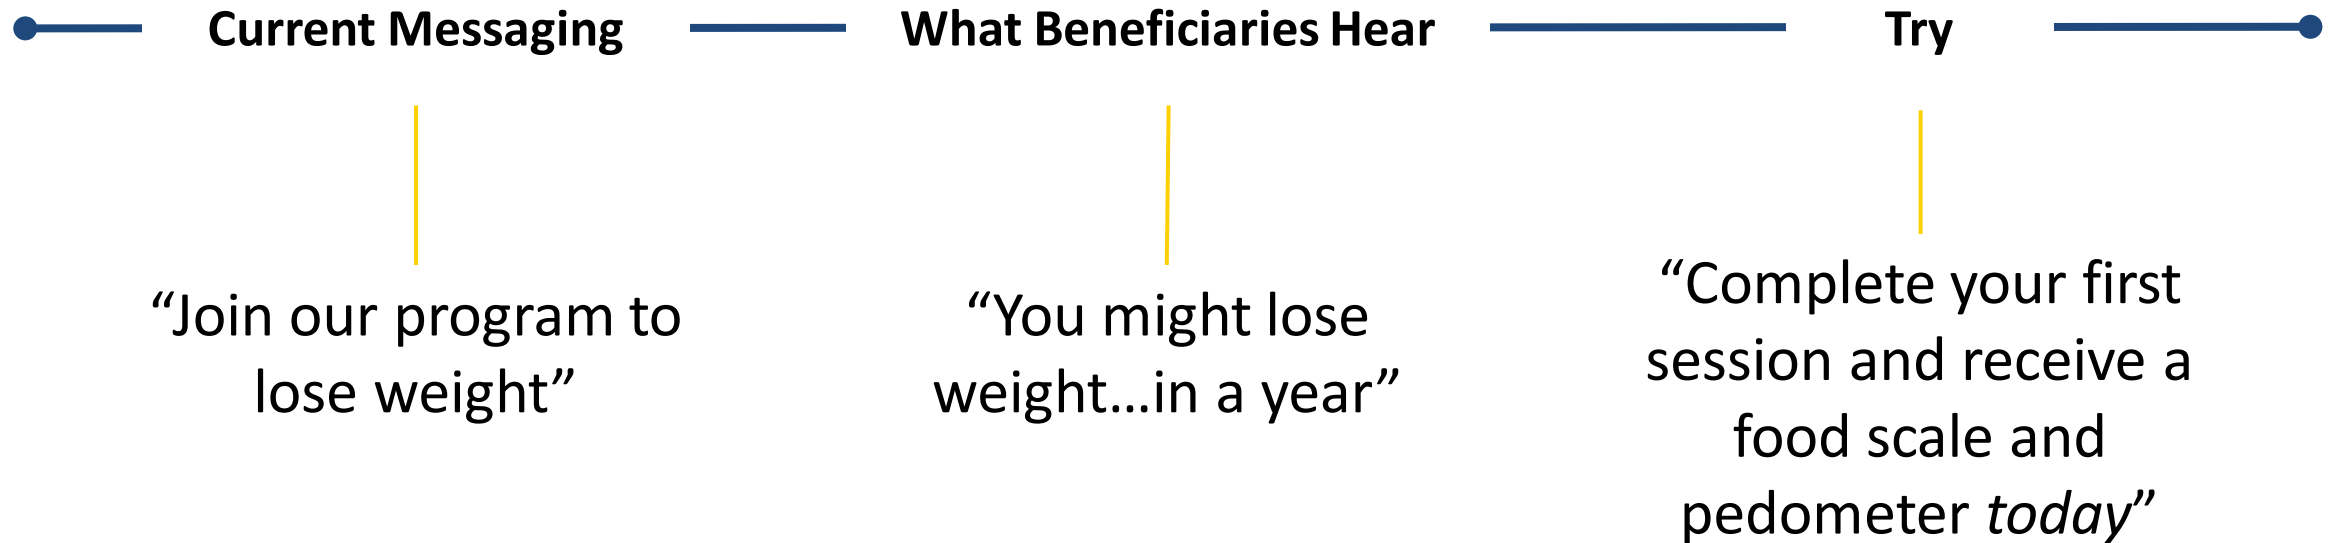 Current Messaging
What Beneficiaries Hear
Try
“Join our program to
lose weight”
“You might lose
weight...in a year”
“Complete your first
session and receive a
food scale and
pedometer today”